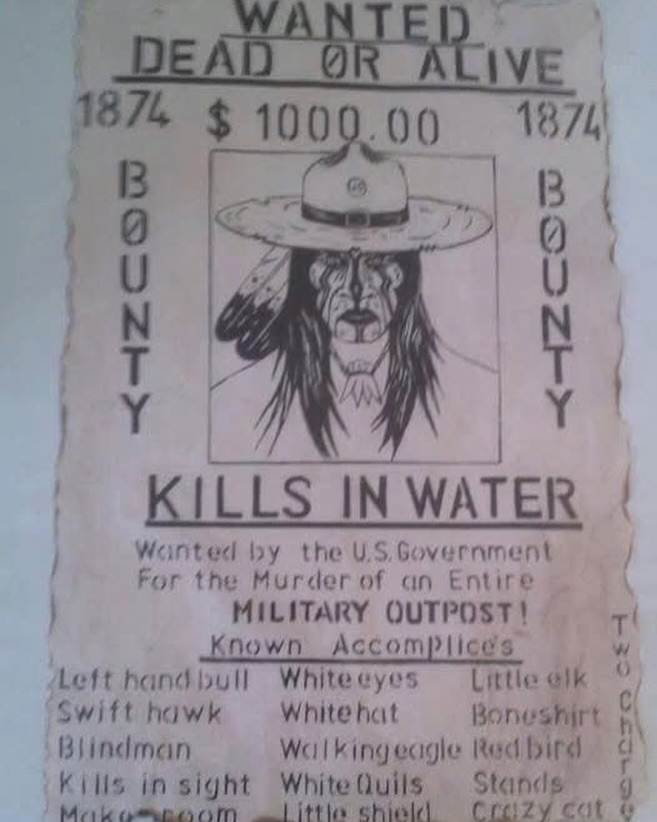 WANTED
DEAD OR ALIVE
1874 $ 1000.00 1874
BOUNTY
BOUNTY
KILLS IN WATER
Wanted by the U.S. Government
For the Murder of an Entire
MILITARY OUTPOST!
Known Accomplices
Left hand bull White eyes Little elk
Swift hawk White hat Boneshirt
Blindman Walking eagle Red bird
Kills in sight White Quils Stands
Make room Little shield Crazy cat
Two Charge